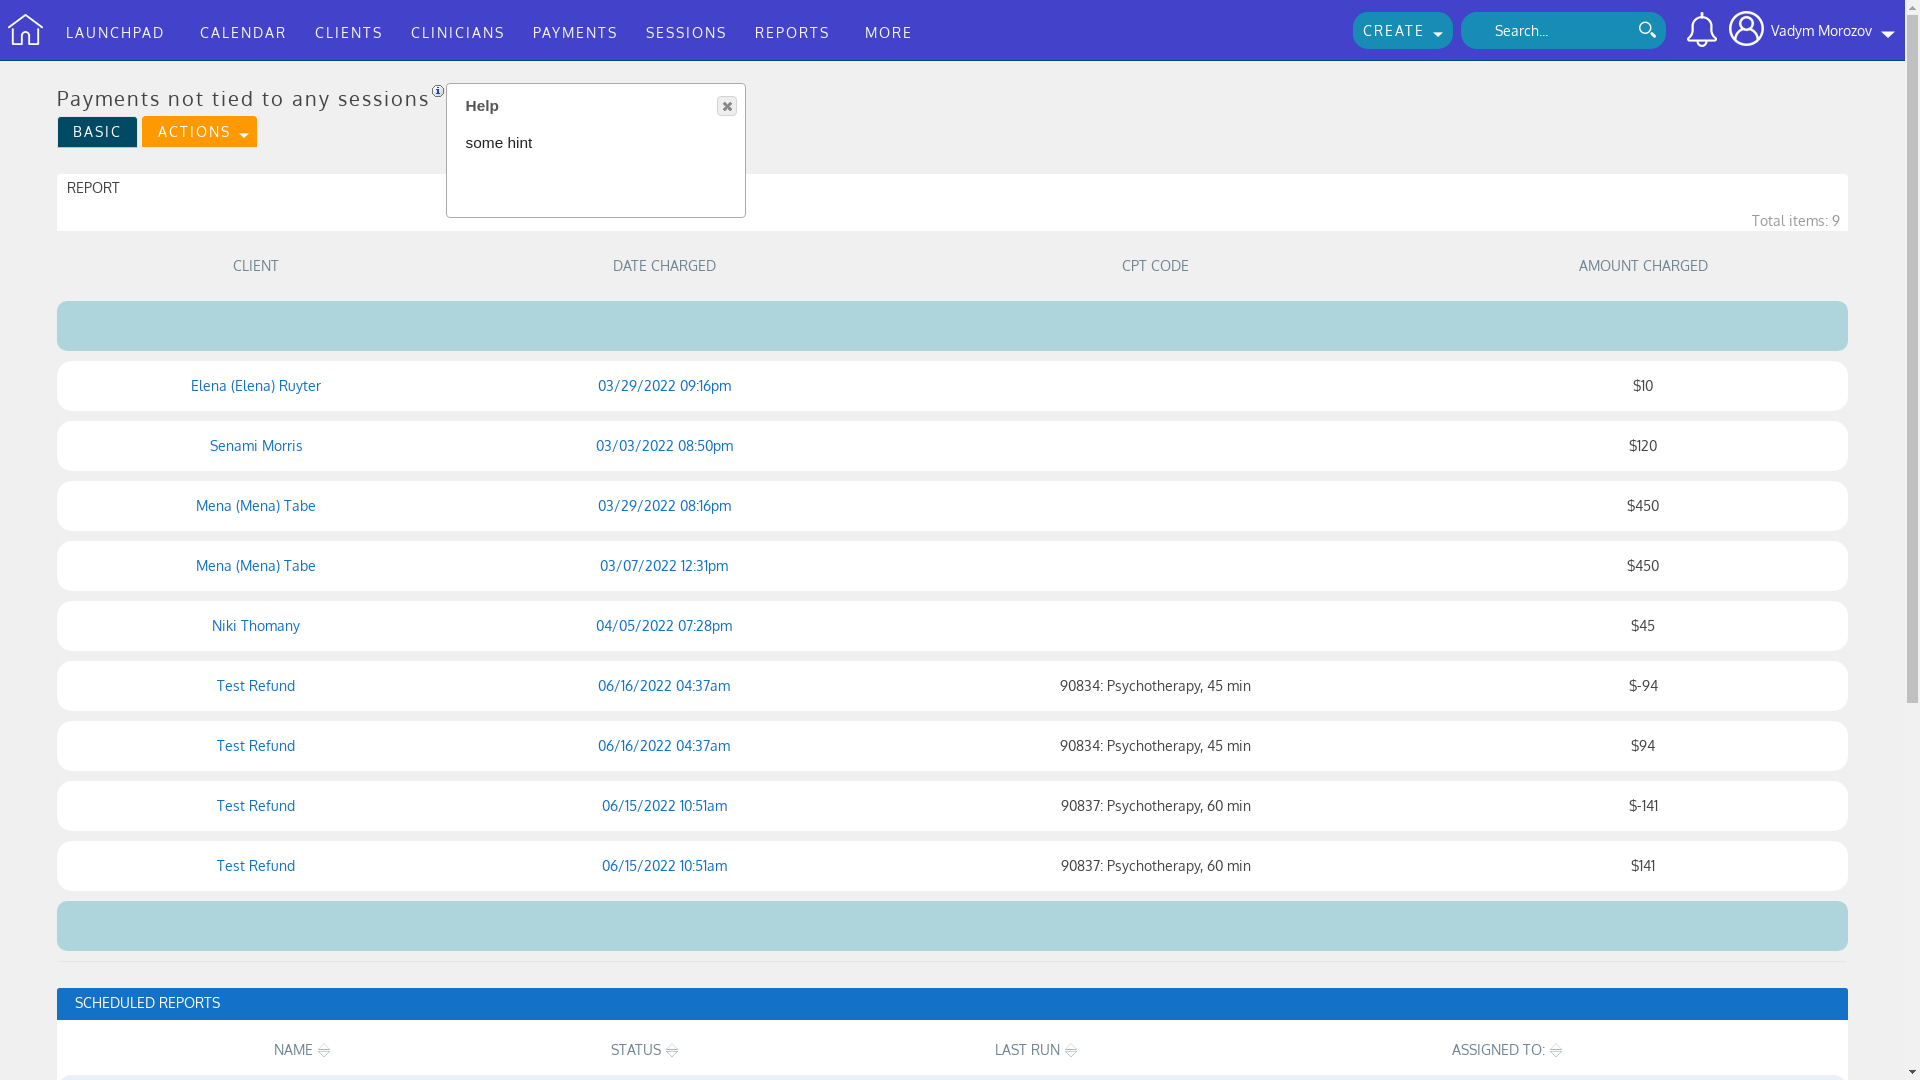 LAUNCHPAD CALENDAR CLIENTS CLINICIANS PAYMENTS SESSIONS REPORTS MORE CREATE Search... Vadym Morozov
Payments not tied to any sessions
Help
some hint
BASIC ACTIONS
REPORT
Total items: 9
CLIENT DATE CHARGED CPT CODE AMOUNT CHARGED
Elena (Elena) Ruyter 03/29/2022 09:16pm $10
Senami Morris 03/03/2022 08:50pm $120
Mena (Mena) Tabe 03/29/2022 08:16pm $450
Mena (Mena) Tabe 03/07/2022 12:31pm $450
Niki Thomany 04/05/2022 07:28pm $45
Test Refund 06/16/2022 04:37am 90834: Psychotherapy, 45 min $-94
Test Refund 06/16/2022 04:37am 90834: Psychotherapy, 45 min $94
Test Refund 06/15/2022 10:51am 90837: Psychotherapy, 60 min $-141
Test Refund 06/15/2022 10:51am 90837: Psychotherapy, 60 min $141
SCHEDULED REPORTS
NAME STATUS LAST RUN ASSIGNED TO: